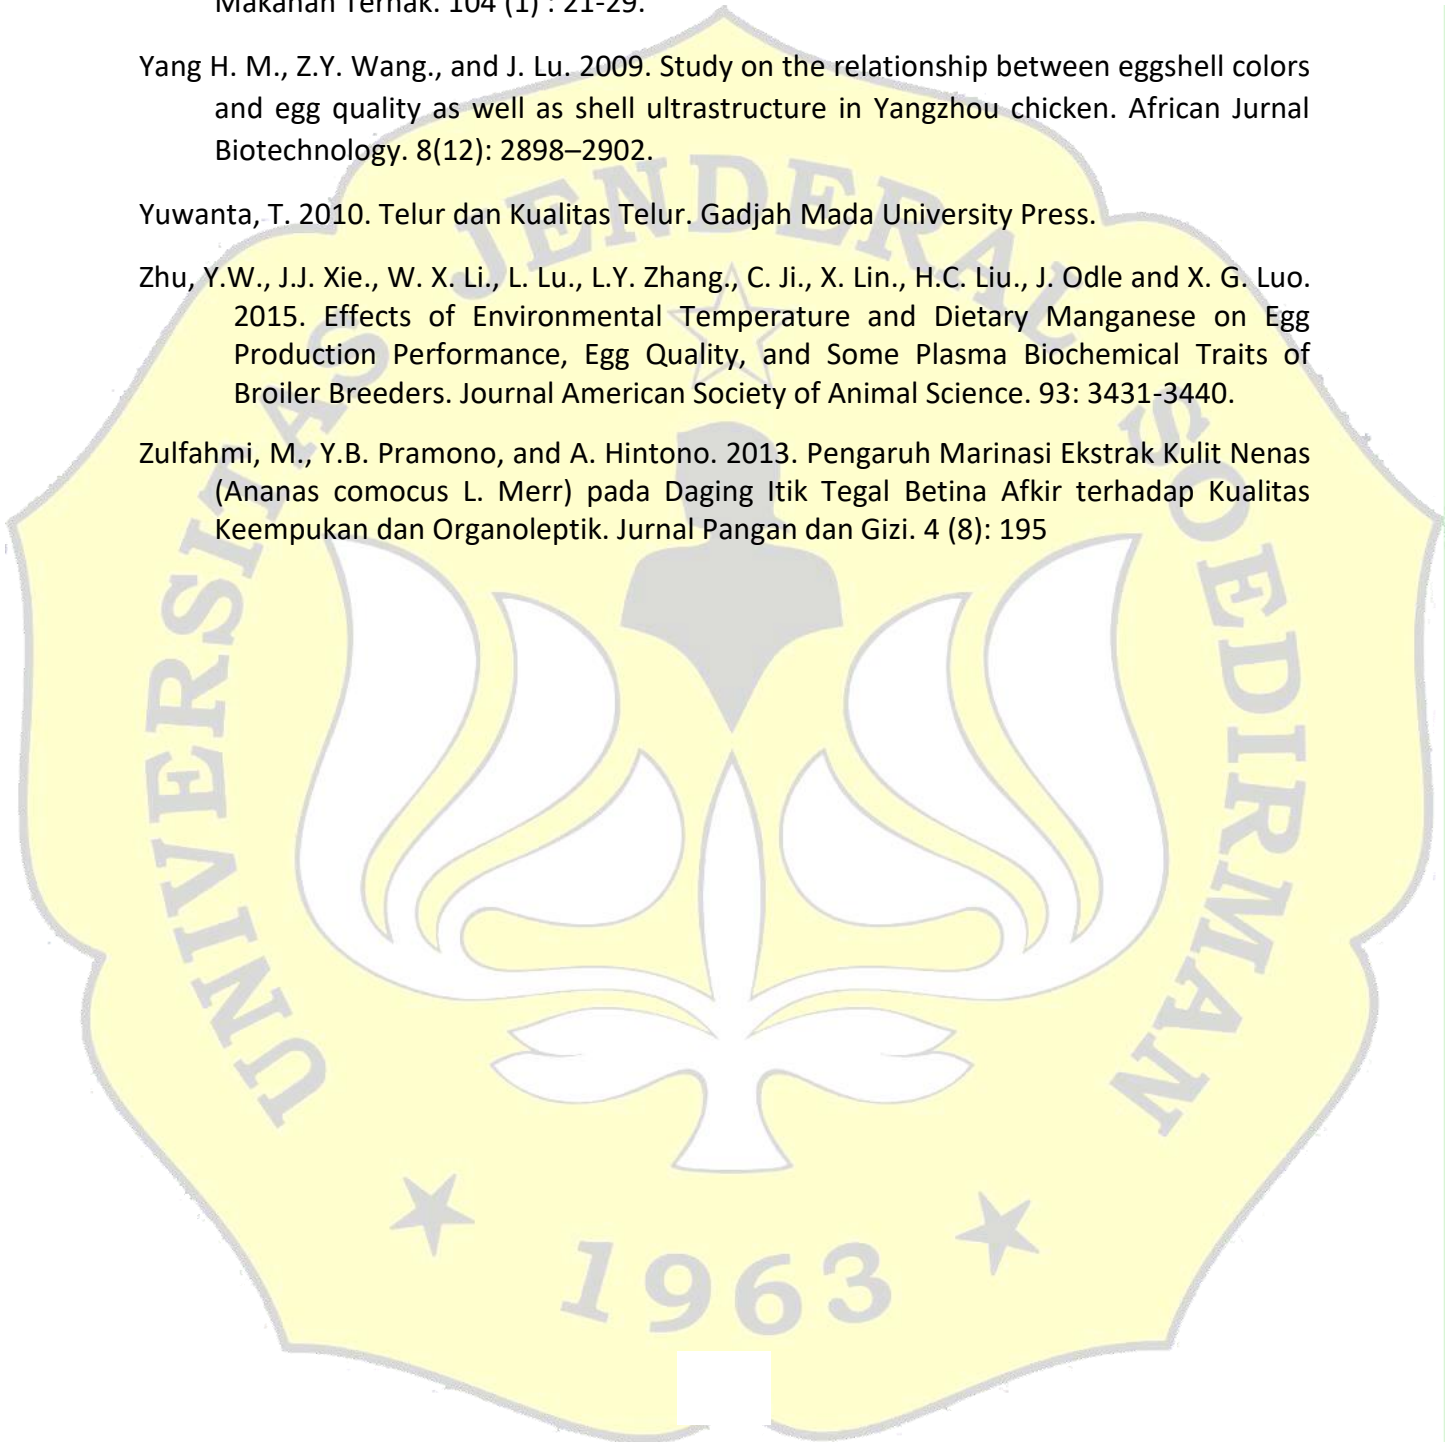 Makanan Ternak. 104 (1) : 21-29.
Yang H. M., Z.Y. Wang., and J. Lu. 2009. Study on the relationship between eggshell colors
and egg quality as well as shell ultrastructure in Yangzhou chicken. African Jurnal
Biotechnology. 8(12): 2898–2902.
Yuwanta, T. 2010. Telur dan Kualitas Telur. Gadjah Mada University Press.
Zhu, Y.W., J.J. Xie., W. X. Li., L. Lu., L.Y. Zhang., C. Ji., X. Lin., H.C. Liu., J. Odle and X. G. Luo.
2015. Effects of Environmental Temperature and Dietary Manganese on Egg
Production Performance, Egg Quality, and Some Plasma Biochemical Traits of
Broiler Breeders. Journal American Society of Animal Science. 93: 3431-3440.
Zulfahmi, M., Y.B. Pramono, and A. Hintono. 2013. Pengaruh Marinasi Ekstrak Kulit Nenas
(Ananas comocus L. Merr) pada Daging Itik Tegal Betina Afkir terhadap Kualitas
Keempukan dan Organoleptik. Jurnal Pangan dan Gizi. 4 (8): 195
UNIVERSITAS JENDERAL SOEDIRMAN
1963